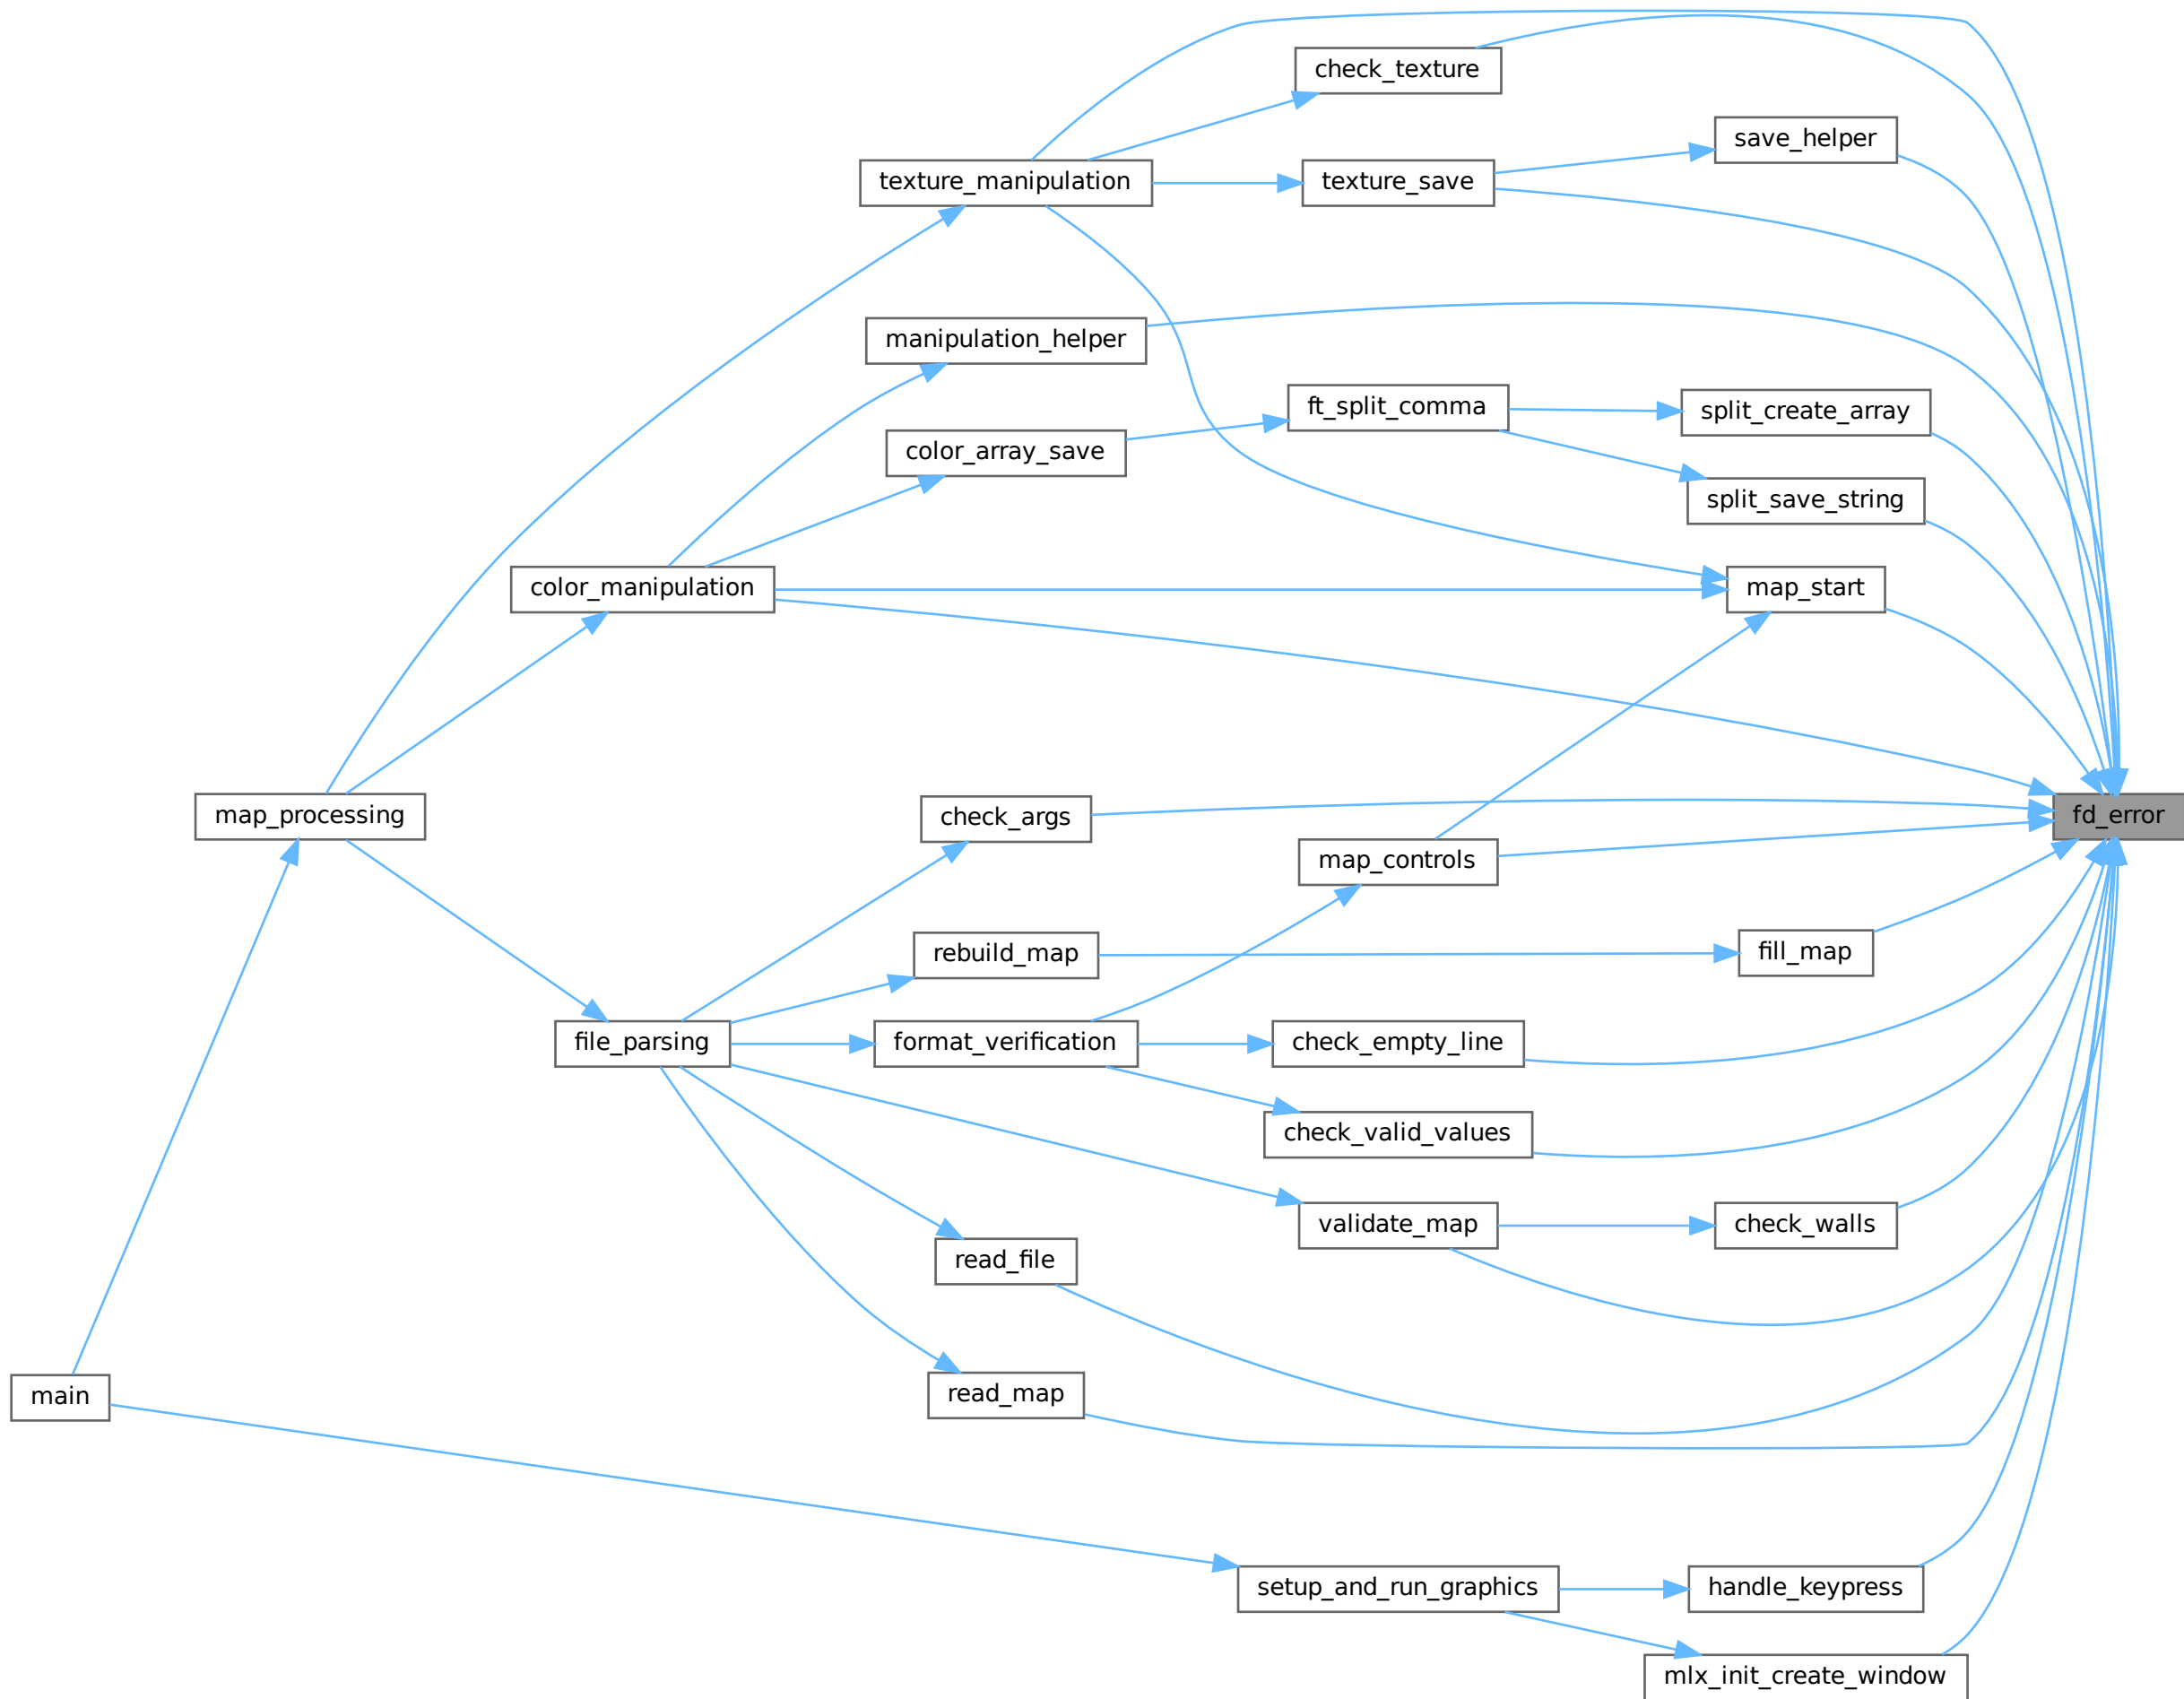 check_texture
save_helper
texture_manipulation
texture_save
manipulation_helper
ft_split_comma
split_create_array
color_array_save
split_save_string
color_manipulation
map_start
map_processing
check_args
fd_error
map_controls
rebuild_map
fill_map
file_parsing
format_verification
check_empty_line
check_valid_values
validate_map
check_walls
read_file
read_map
main
setup_and_run_graphics
handle_keypress
mlx_init_create_window